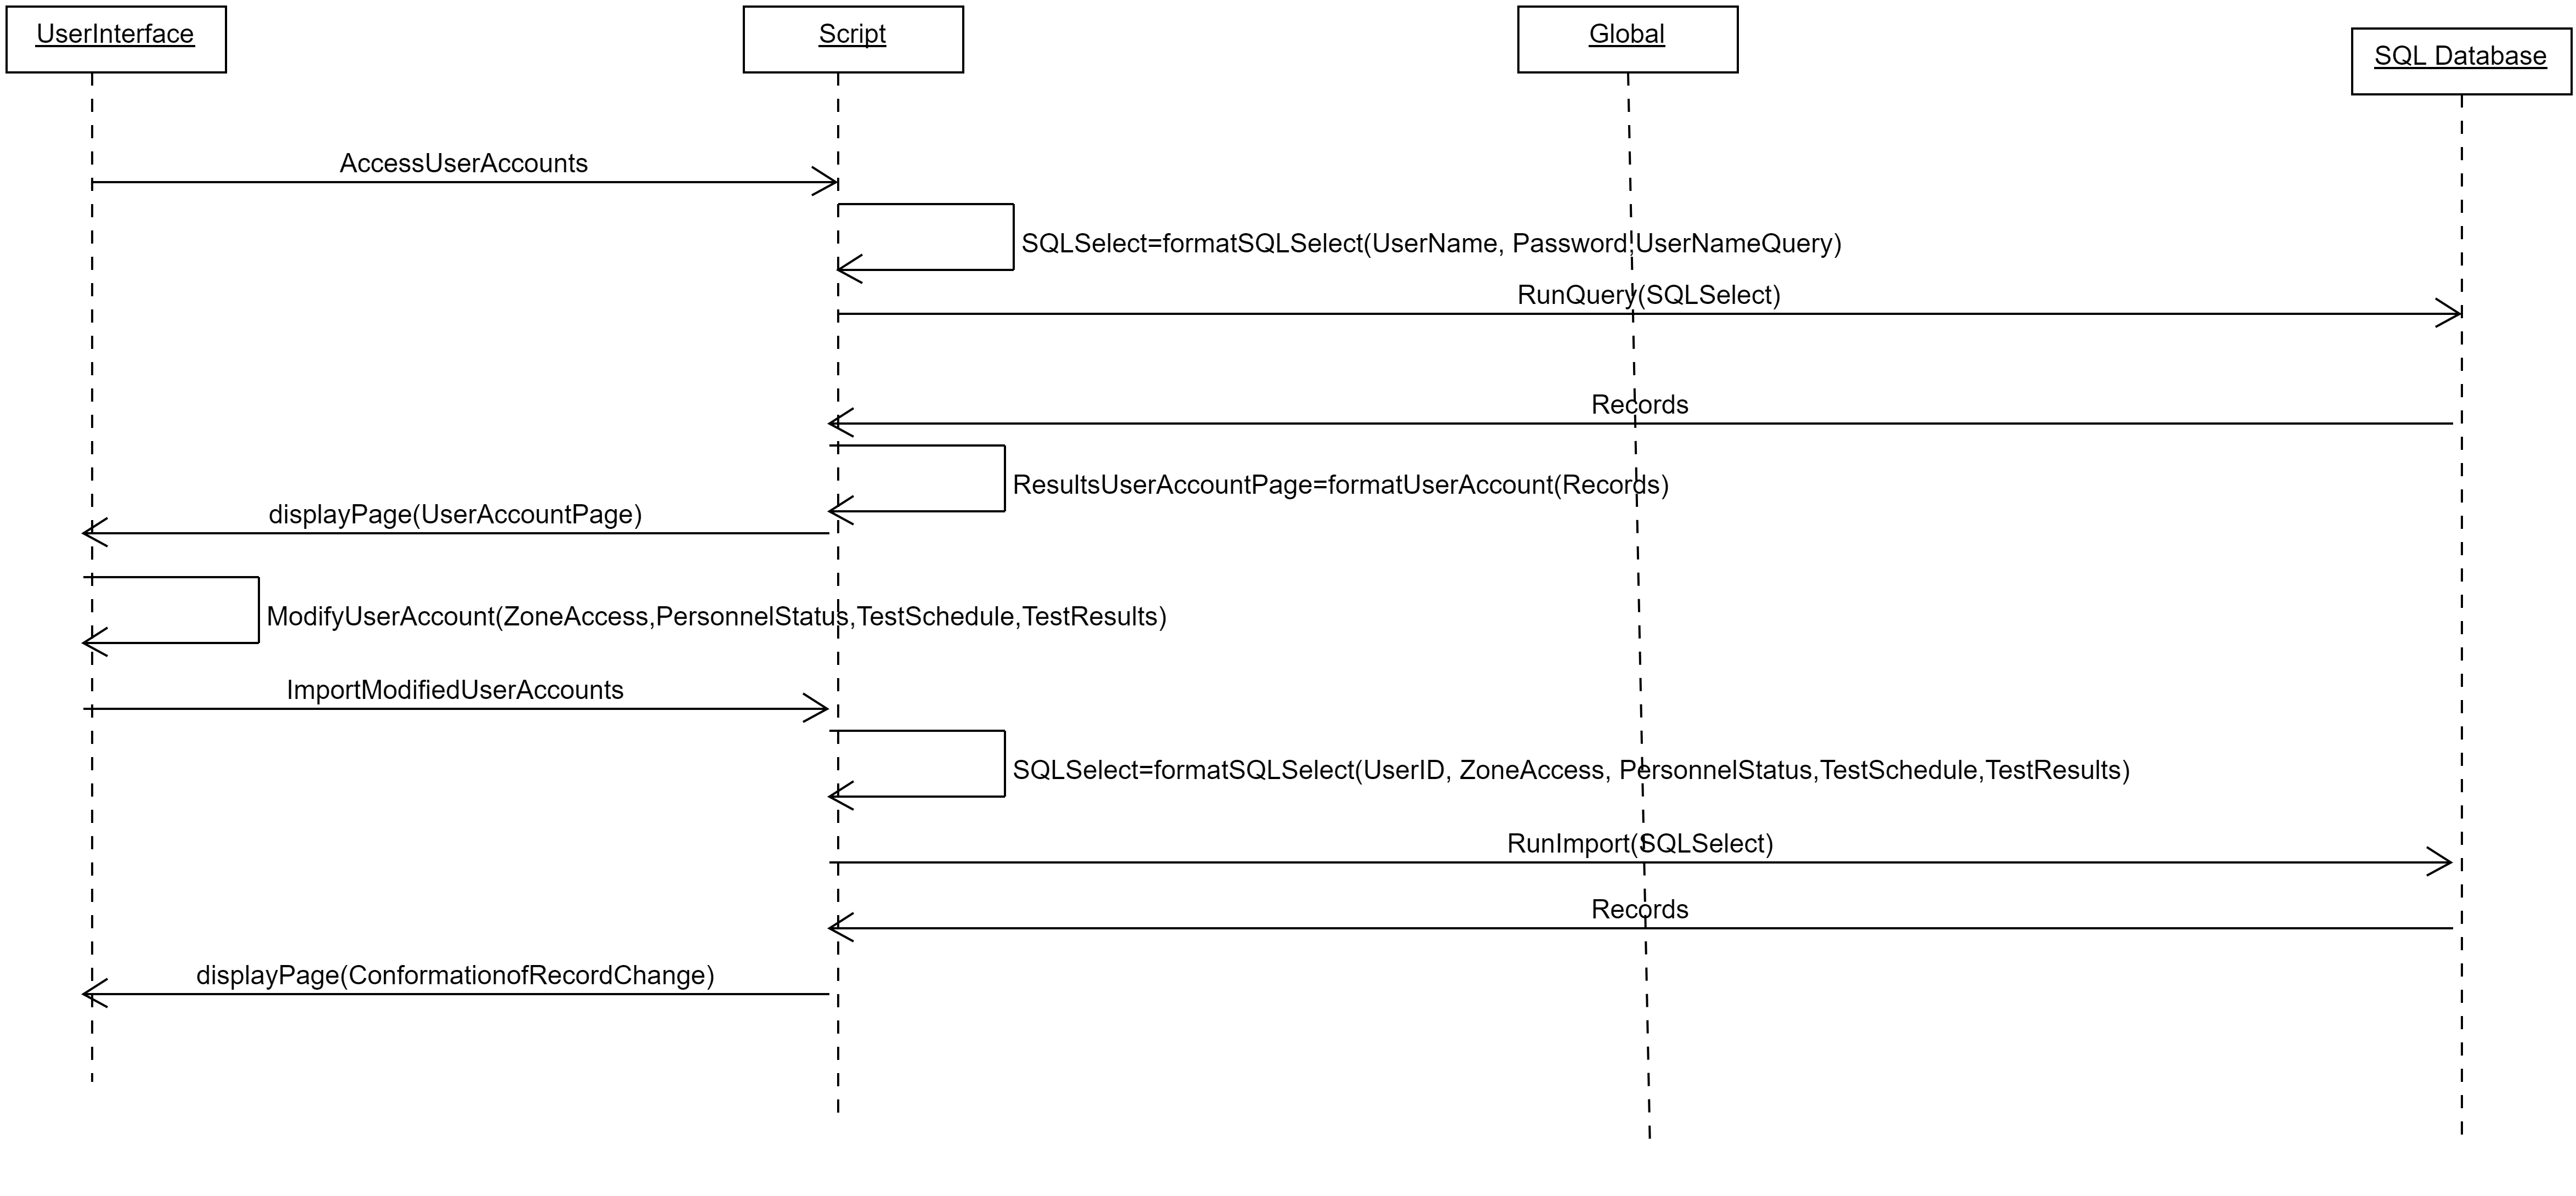 UserInterface
Script
Global
SQL Database
AccessUserAccounts
SQLSelect=formatSQLSelect(UserName, Password,UserNameQuery)
RunQuery(SQLSelect)
Records
ResultsUserAccountPage=formatUserAccount(Records)
displayPage(UserAccountPage)
ModifyUserAccount(ZoneAccess,PersonnelStatus,TestSchedule,TestResults)
ImportModifiedUserAccounts
SQLSelect=formatSQLSelect(UserID, ZoneAccess, PersonnelStatus,TestSchedule,TestResults)
RunImport(SQLSelect)
Records
displayPage(ConformationofRecordChange)